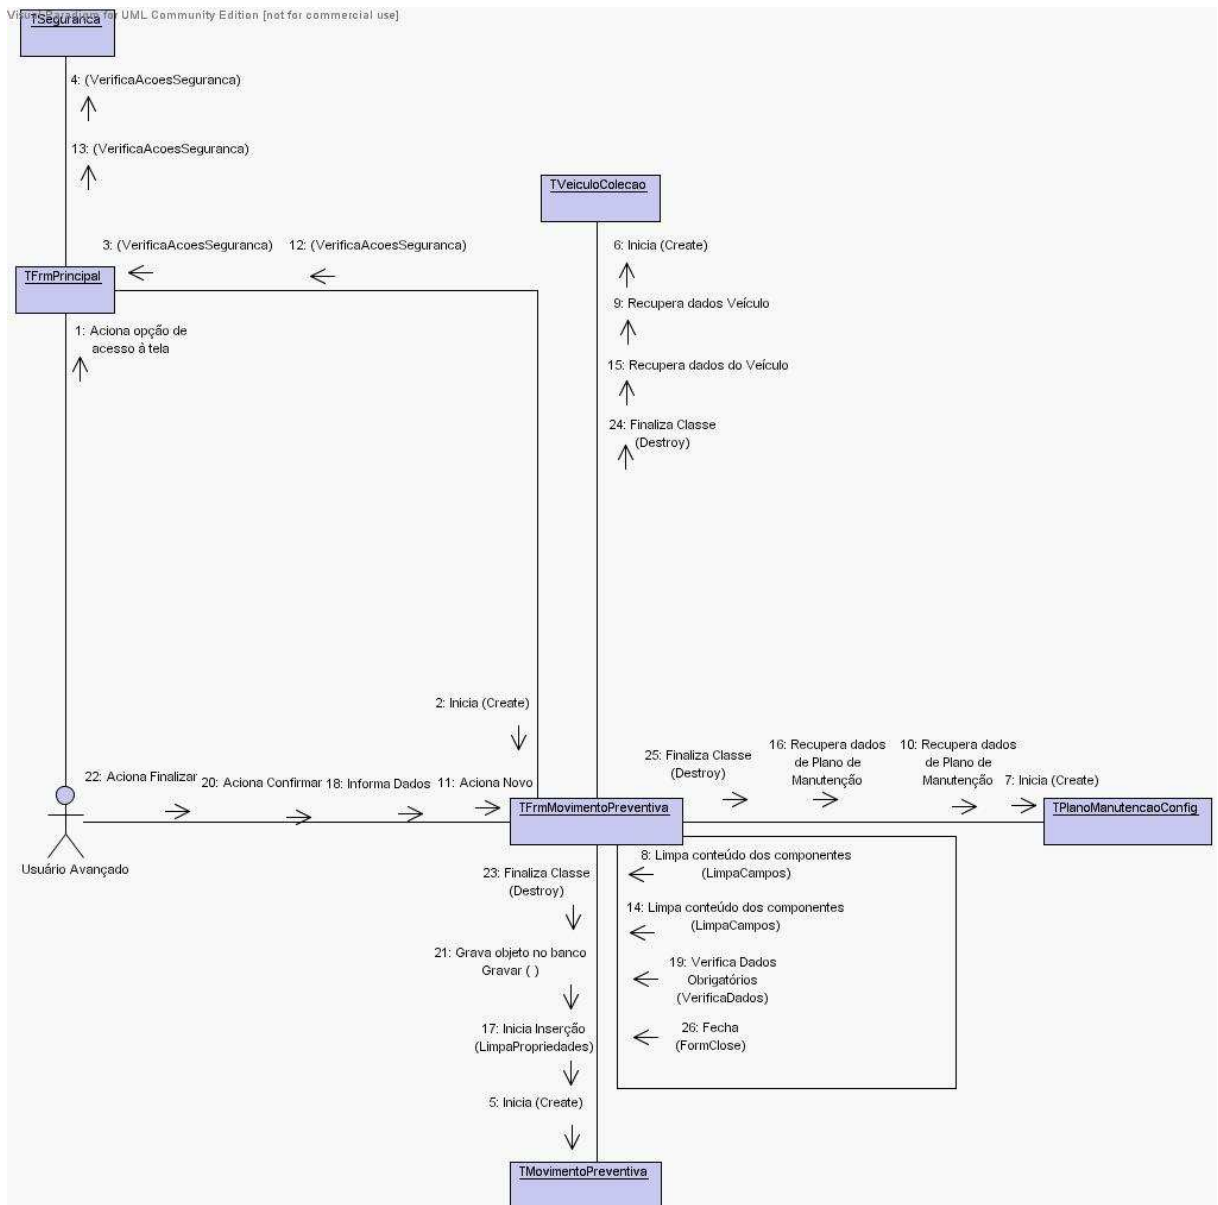 Visual Paradigm for UML Community Edition [not for commercial use]
TSeguranca
4: (VerificaAcoesSeguranca)
13: (VerificaAcoesSeguranca)
TVeiculoColecao
3: (VerificaAcoesSeguranca)
12: (VerificaAcoesSeguranca)
6: Inicia (Create)
TFrmPrincipal
9: Recupera dados Veículo
1: Aciona opção de
acesso à tela
15: Recupera dados do Veículo
24: Finaliza Classe
(Destroy)
2: Inicia (Create)
22: Aciona Finalizar
20: Aciona Confirmar
18: Informa Dados
11: Aciona Novo
25: Finaliza Classe
(Destroy)
16: Recupera dados
de Plano de
Manutenção
10: Recupera dados
de Plano de
Manutenção
7: Inicia (Create)
TFrmMovimentoPreventiva
TPlanoManutencaoConfig
Usuário Avançado
8: Limpa conteúdo dos componentes
(LimpaCampos)
23: Finaliza Classe
(Destroy)
14: Limpa conteúdo dos componentes
(LimpaCampos)
21: Grava objeto no banco
Gravar ( )
19: Verifica Dados
Obrigatórios
(VerificaDados)
17: Inicia Inserção
(LimpaPropriedades)
26: Fecha
(FormClose)
5: Inicia (Create)
TMovimentoPreventiva